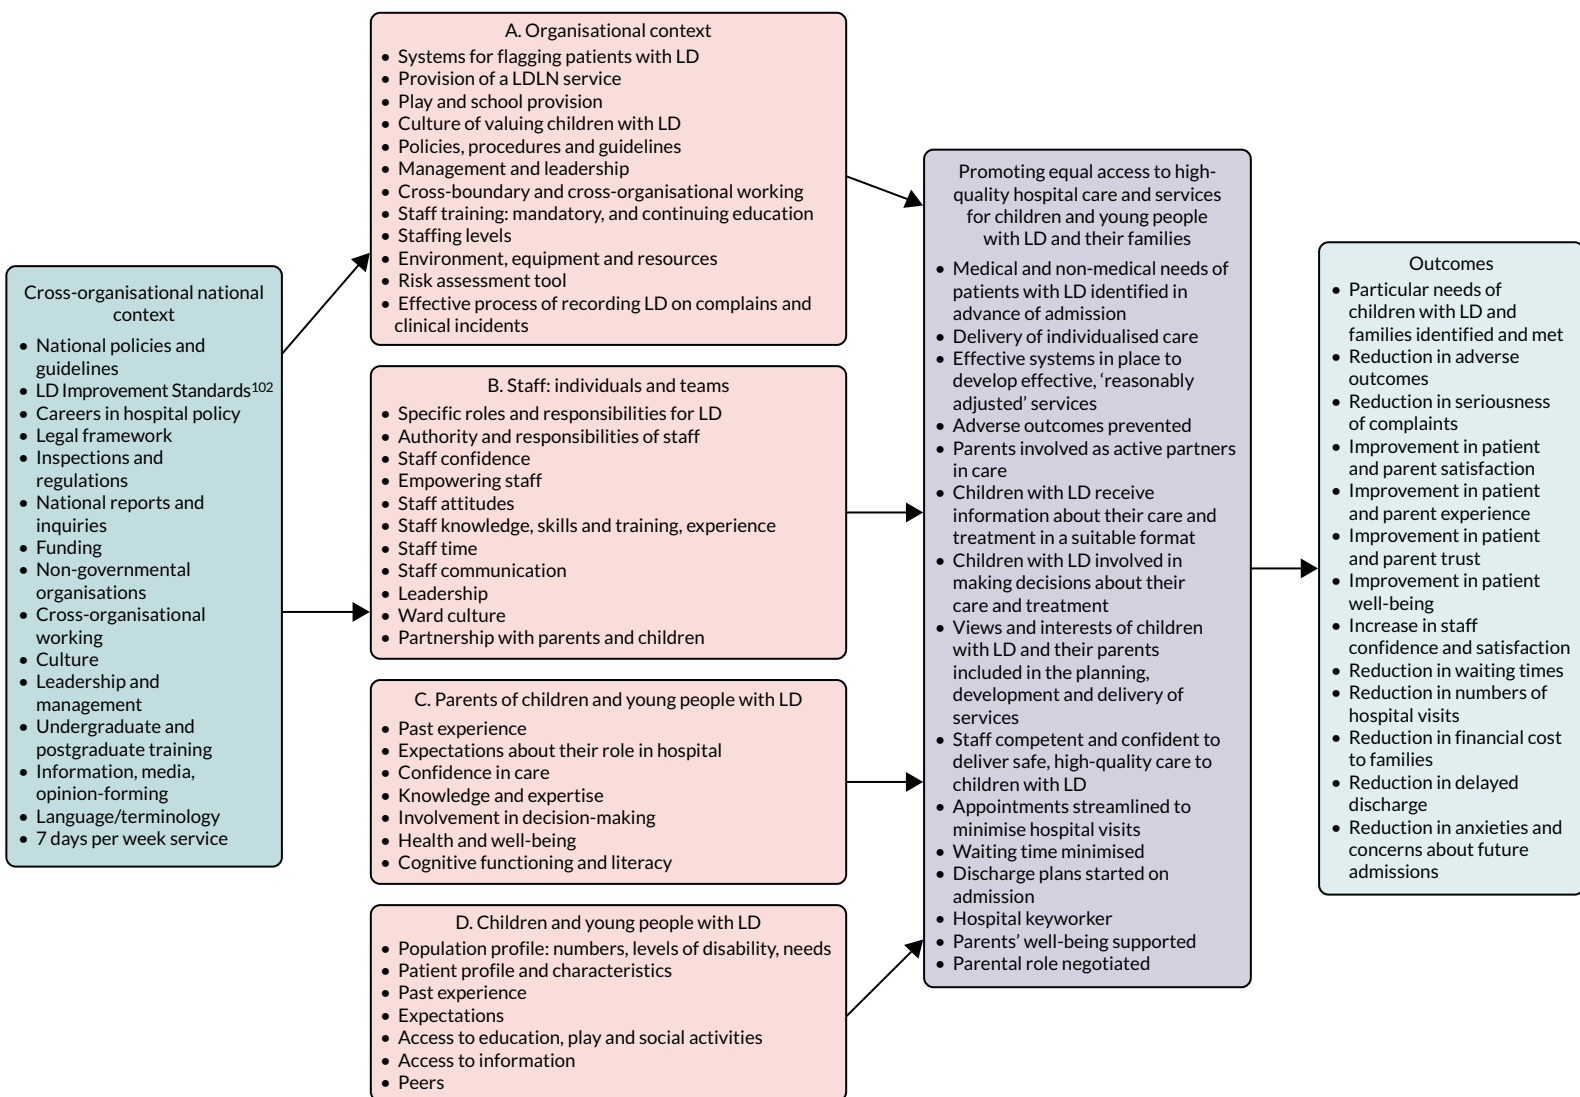 Cross-organisational national
context
• National policies and
guidelines
• LD Improvement Standards102
• Careers in hospital policy
• Legal framework
• Inspections and
regulations
• National reports and
inquiries
• Funding
• Non-governmental
organisations
• Cross-organisational
working
• Culture
• Leadership and
management
• Undergraduate and
postgraduate training
• Information, media,
opinion-forming
• Language/terminology
• 7 days per week service
A. Organisational context
• Systems for flagging patients with LD
• Provision of a LDLN service
• Play and school provision
• Culture of valuing children with LD
• Policies, procedures and guidelines
• Management and leadership
• Cross-boundary and cross-organisational working
• Staff training: mandatory, and continuing education
• Staffing levels
• Environment, equipment and resources
• Risk assessment tool
• Effective process of recording LD on complains and
clinical incidents
B. Staff: individuals and teams
• Specific roles and responsibilities for LD
• Authority and responsibilities of staff
• Staff confidence
• Empowering staff
• Staff attitudes
• Staff knowledge, skills and training, experience
• Staff time
• Staff communication
• Leadership
• Ward culture
• Partnership with parents and children
C. Parents of children and young people with LD
• Past experience
• Expectations about their role in hospital
• Confidence in care
• Knowledge and expertise
• Involvement in decision-making
• Health and well-being
• Cognitive functioning and literacy
D. Children and young people with LD
• Population profile: numbers, levels of disability, needs
• Patient profile and characteristics
• Past experience
• Expectations
• Access to education, play and social activities
• Access to information
• Peers
Promoting equal access to high-
quality hospital care and services
for children and young people
with LD and their families
• Medical and non-medical needs of
patients with LD identified in
advance of admission
• Delivery of individualised care
• Effective systems in place to
develop effective, ‘reasonably
adjusted’ services
• Adverse outcomes prevented
• Parents involved as active partners
in care
• Children with LD receive
information about their care and
treatment in a suitable format
• Children with LD involved in
making decisions about their
care and treatment
• Views and interests of children
with LD and their parents
included in the planning,
development and delivery of
services
• Staff competent and confident to
deliver safe, high-quality care to
children with LD
• Appointments streamlined to
minimise hospital visits
• Waiting time minimised
• Discharge plans started on
admission
• Hospital keyworker
• Parents’ well-being supported
• Parental role negotiated
Outcomes
• Particular needs of
children with LD and
families identified and met
• Reduction in adverse
outcomes
• Reduction in seriousness
of complaints
• Improvement in patient
and parent satisfaction
• Improvement in patient
and parent experience
• Improvement in patient
and parent trust
• Improvement in patient
well-being
• Increase in staff
confidence and satisfaction
• Reduction in waiting times
• Reduction in numbers of
hospital visits
• Reduction in financial cost
to families
• Reduction in delayed
discharge
• Reduction in anxieties and
concerns about future
admissions